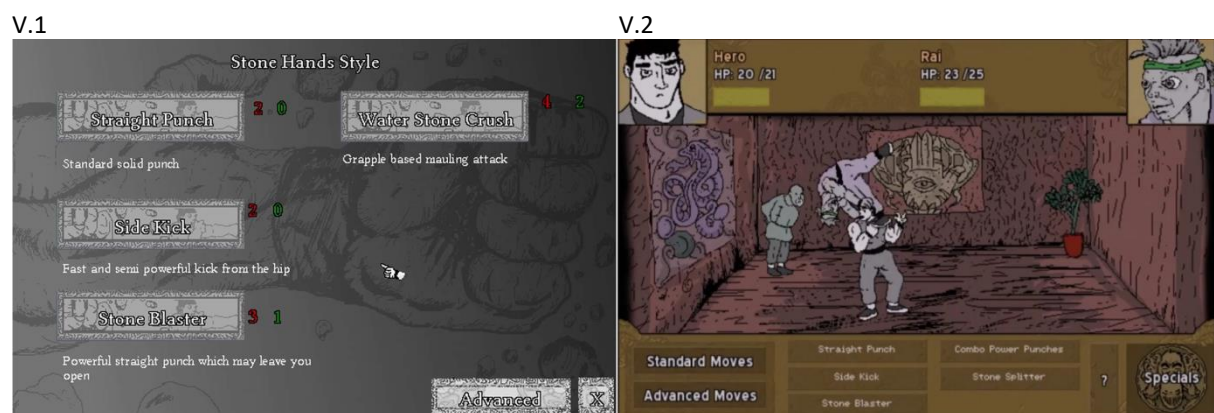 V.1
Stone Hands Style
Straight Punch
2 0
Standard solid punch
Water Stone Crush
4 2
Grapple based mauling attack
Side Kick
2 0
Fast and semi powerful kick from the hip
Stone Blaster
3 1
Powerful straight punch which may leave you
open
Advanced
X
V.2
Hero
HP: 20 /21
Rai
HP: 23 /25
Standard Moves
Advanced Moves
Straight Punch
Side Kick
Stone Blaster
Combo Power Punches
Stone Splitter
?
Specials